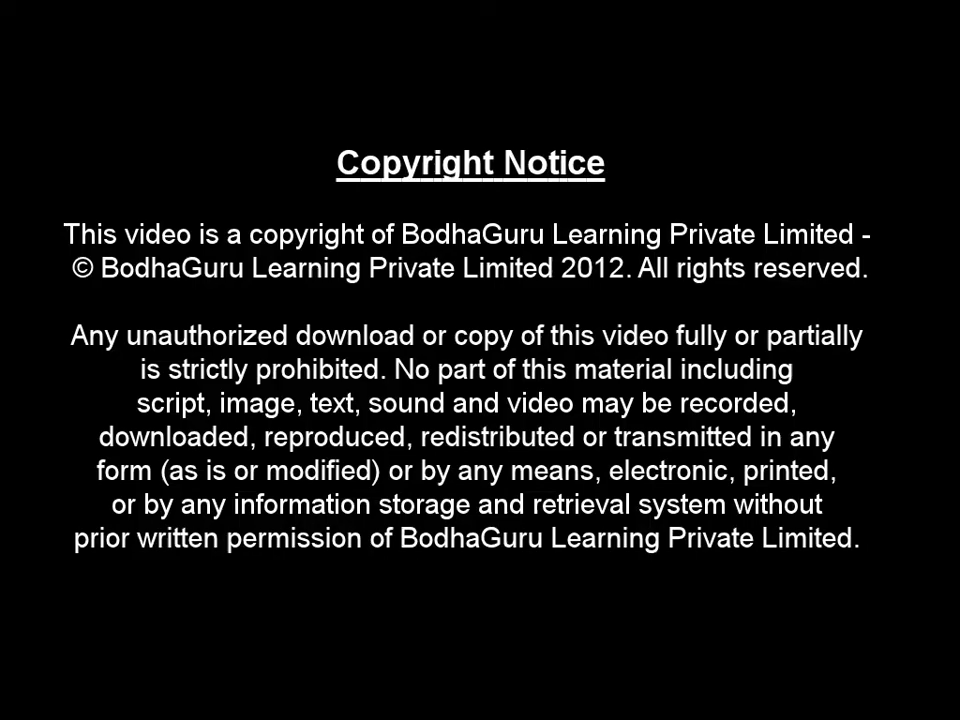 Copyright Notice
This video is a copyright of BodhaGuru Learning Private Limited -
© BodhaGuru Learning Private Limited 2012. All rights reserved.
Any unauthorized download or copy of this video fully or partially
is strictly prohibited. No part of this material including
script, image, text, sound and video may be recorded,
downloaded, reproduced, redistributed or transmitted in any
form (as is or modified) or by any means, electronic, printed,
or by any information storage and retrieval system without
prior written permission of BodhaGuru Learning Private Limited.